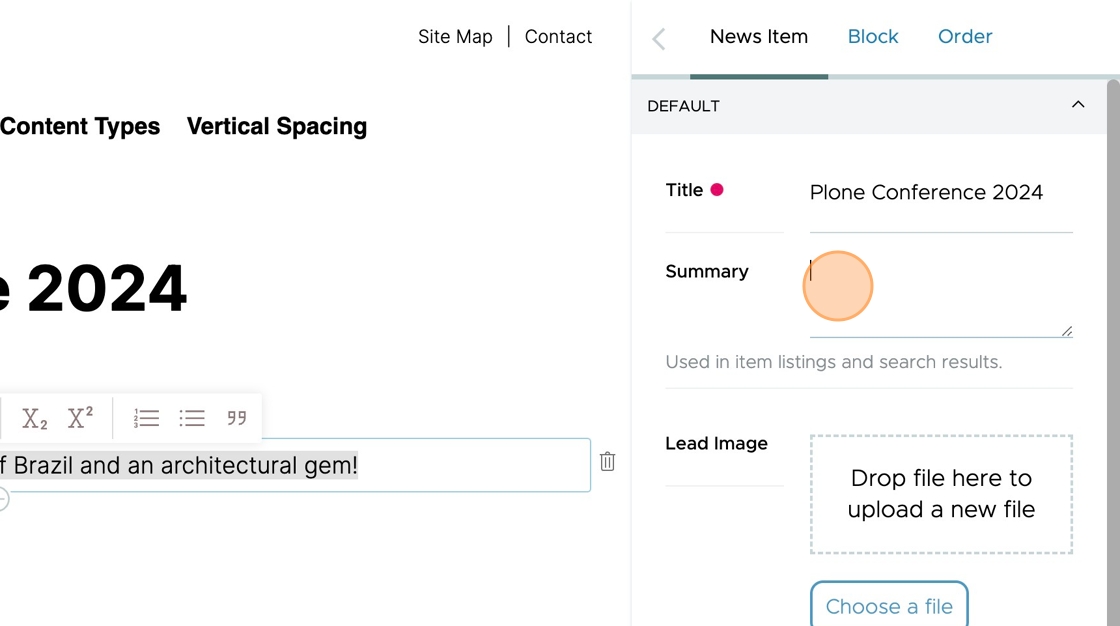 Site Map | Contact
Content Types Vertical Spacing
e 2024
X₂ X²
f Brazil and an architectural gem!
News Item Block Order
DEFAULT
Title
Plone Conference 2024
Summary
Used in item listings and search results.
Lead Image
Drop file here to
upload a new file
Choose a file